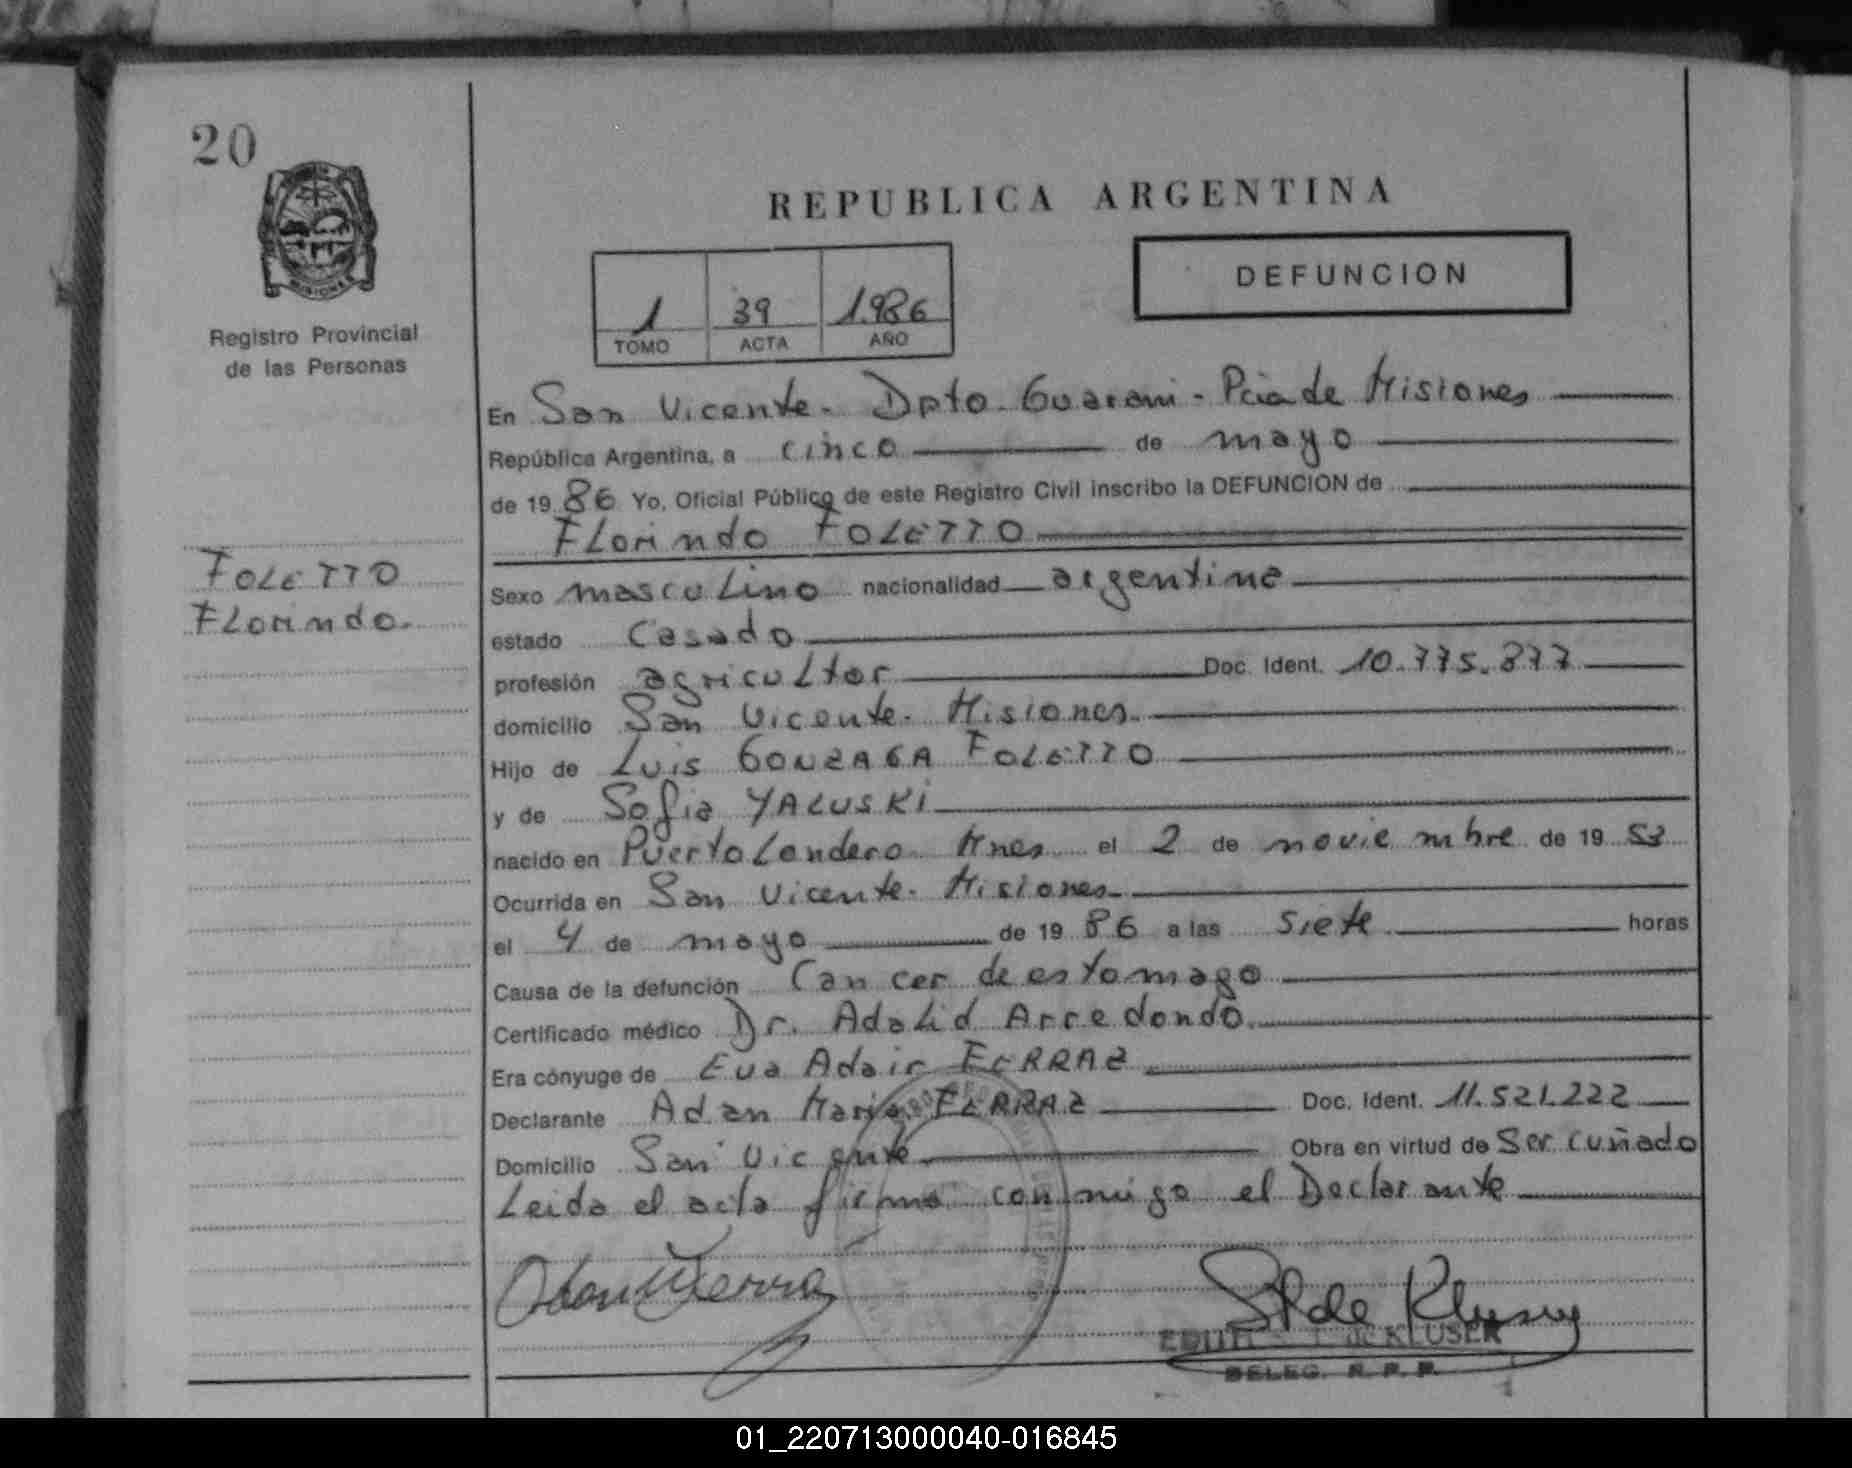 20
MISIONES
Registro Provincial
de las Personas
REPUBLICA ARGENTINA
DEFUNCION
1 39 1.986
TOMO ACTA AÑO
En San Vicente. Dpto. Guarani - Pcia de Misiones
República Argentina, a cinco de mayo
de 19 86 Yo, Oficial Público de este Registro Civil inscribo la DEFUNCION de
Florindo FOLETTO
FOLETTO
Florindo.
Sexo masculino nacionalidad argentina
estado Casado
profesión agricultor Doc. Ident. 10.775.877
domicilio San Vicente. Misiones.
Hijo de Luis GONZAGA FOLETTO
y de Sofia YALUSKi
nacido en Puerto Londero Mnes el 2 de noviembre de 19 53
Ocurrida en San Vicente. Misiones.
el 4 de mayo de 19 86 a las siete horas
Causa de la defunción Cancer de estomago
Certificado médico Dr. Adalid Arredondo.
Era cónyuge de Eva Adair FERRAZ
Declarante Adan Mario FERRAZ Doc. Ident. 11.521.222
Domicilio San Vicente Obra en virtud de Ser cuñado
Leida el acta firma conmigo el Declarante
de KLUSER
DELEG. R. P. P.
01_220713000040-016845